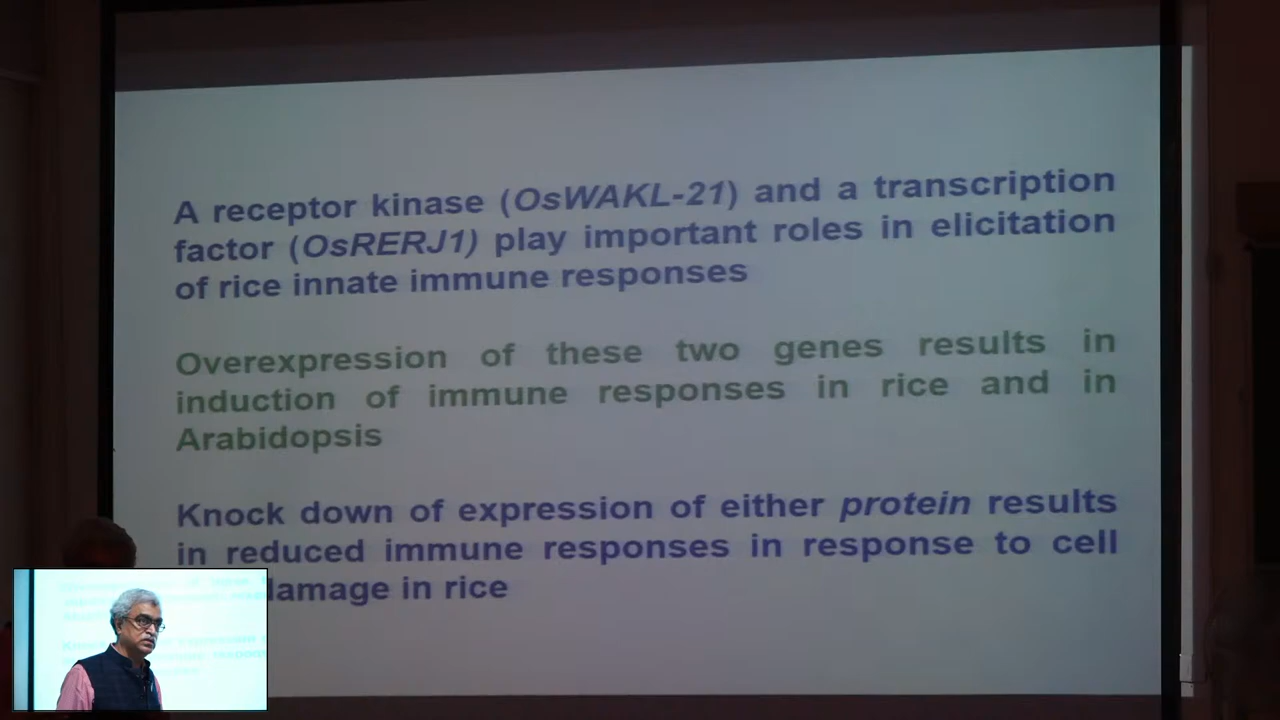 A receptor kinase (OsWAKL-21) and a transcription
factor (OsRERJ1) play important roles in elicitation
of rice innate immune responses
Overexpression of these two genes results in
induction of immune responses in rice and in
Arabidopsis
Knock down of expression of either protein results
in reduced immune responses in response to cell
damage in rice